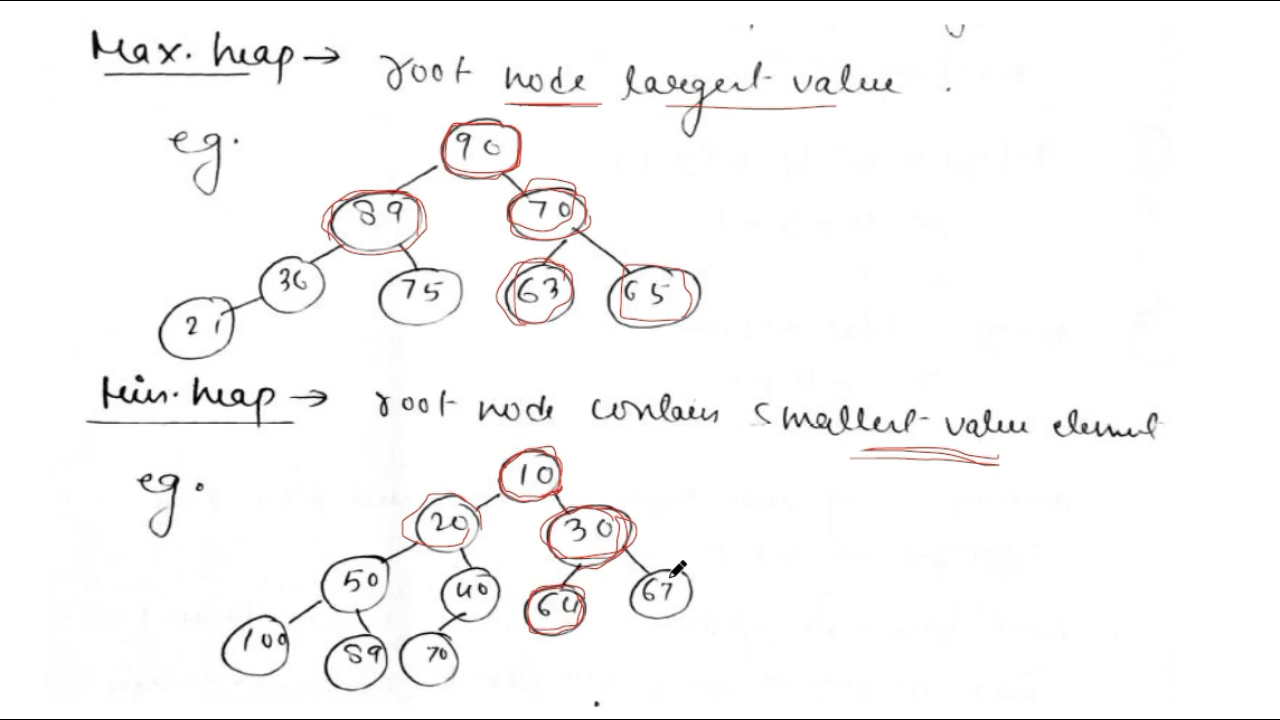 Max. heap → root node largest value.
eg.
90
89 70
36 75 63 65
21
Min. heap → root node contains smallest value element
eg.
10
20 30
50 40 64 67
100 89 70